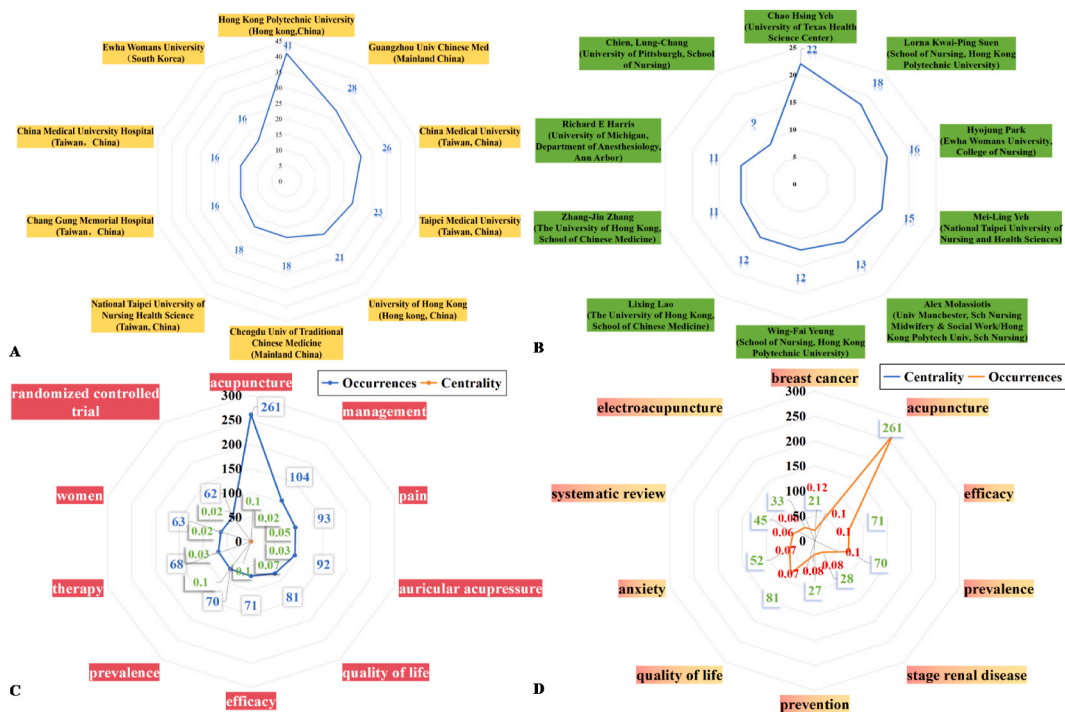 Hong Kong Polytechnic University
(Hong kong,China)
45
41
40
35
30
25
20
15
10
5
0
Guangzhou Univ Chinese Med
(Mainland China)
28
China Medical University
(Taiwan, China)
26
Taipei Medical University
(Taiwan, China)
23
University of Hong Kong
(Hong kong, China)
21
Chengdu Univ of Traditional
Chinese Medicine
(Mainland China)
18
National Taipei University of
Nursing Health Science
(Taiwan, China)
18
Chang Gung Memorial Hospital
(Taiwan，China)
16
China Medical University Hospital
(Taiwan，China)
16
Ewha Womans University
（South Korea)
16
A
Chao Hsing Yeh
(University of Texas Health
Science Center)
25
22
20
15
10
5
0
Lorna Kwai-Ping Suen
(School of Nursing, Hong Kong
Polytechnic University)
18
Hyojung Park
(Ewha Womans University,
College of Nursing)
16
Mei-Ling Yeh
(National Taipei University of
Nursing and Health Sciences)
15
Alex Molassiotis
(Univ Manchester, Sch Nursing
Midwifery & Social Work/Hong
Kong Polytech Univ, Sch Nursing)
13
Wing-Fai Yeung
(School of Nursing, Hong Kong
Polytechnic University)
12
Lixing Lao
(The University of Hong Kong,
School of Chinese Medicine)
12
Zhang-Jin Zhang
(The University of Hong Kong,
School of Chinese Medicine)
11
Richard E Harris
(University of Michigan,
Department of Anesthesiology,
Ann Arbor)
11
Chien, Lung-Chang
(University of Pittsburgh, School
of Nursing)
9
B
Occurrences
Centrality
acupuncture
300
250
200
150
100
50
0
261
0.1
management
104
0.02
pain
93
0.05
auricular acupressure
92
0.03
quality of life
81
0.07
efficacy
71
0.1
prevalence
70
0.1
therapy
68
0.03
women
63
0.02
randomized controlled
trial
62
0.02
C
Centrality
Occurrences
breast cancer
300
250
200
150
100
50
0
0.12
21
acupuncture
261
0.1
efficacy
71
0.1
prevalence
70
0.1
stage renal disease
28
0.08
prevention
27
0.08
quality of life
81
0.07
anxiety
52
0.07
systematic review
45
0.06
electroacupuncture
33
D